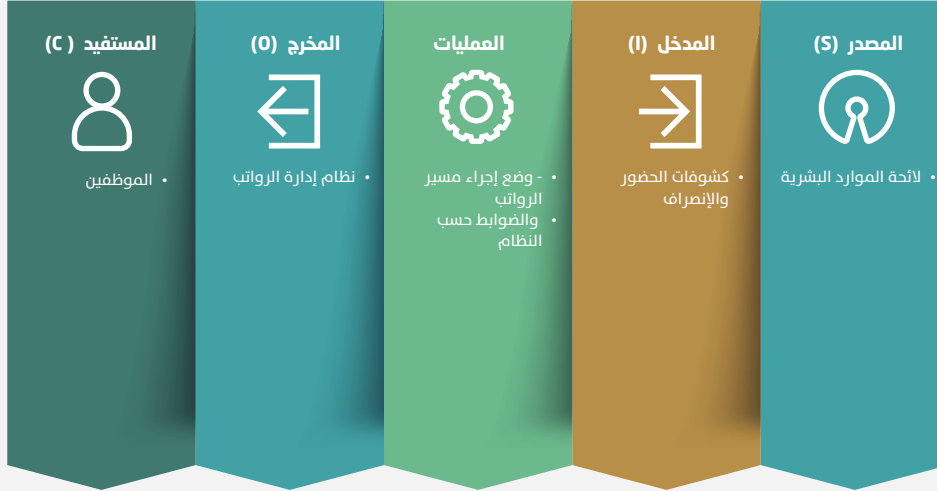 المصدر (S)
• لائحة الموارد البشرية
المدخل (I)
• كشوفات الحضور
والإنصراف
العمليات
• - وضع إجراء مسير
الرواتب
• والضوابط حسب
النظام
المخرج (O)
• نظام إدارة الرواتب
المستفيد ( C)
• الموظفين